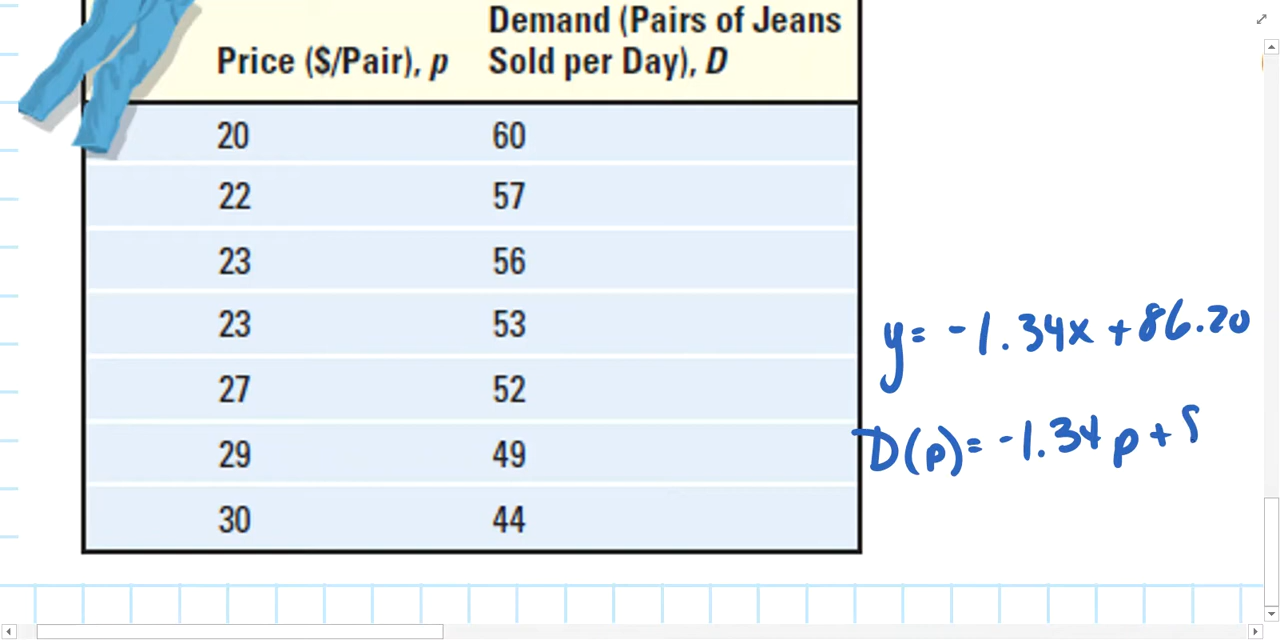 Demand (Pairs of Jeans
Price ($/Pair), p Sold per Day), D
20 60
22 57
23 56
23 53
27 52
29 49
30 44
y = -1.34x + 86.20
D(p) = -1.34p +